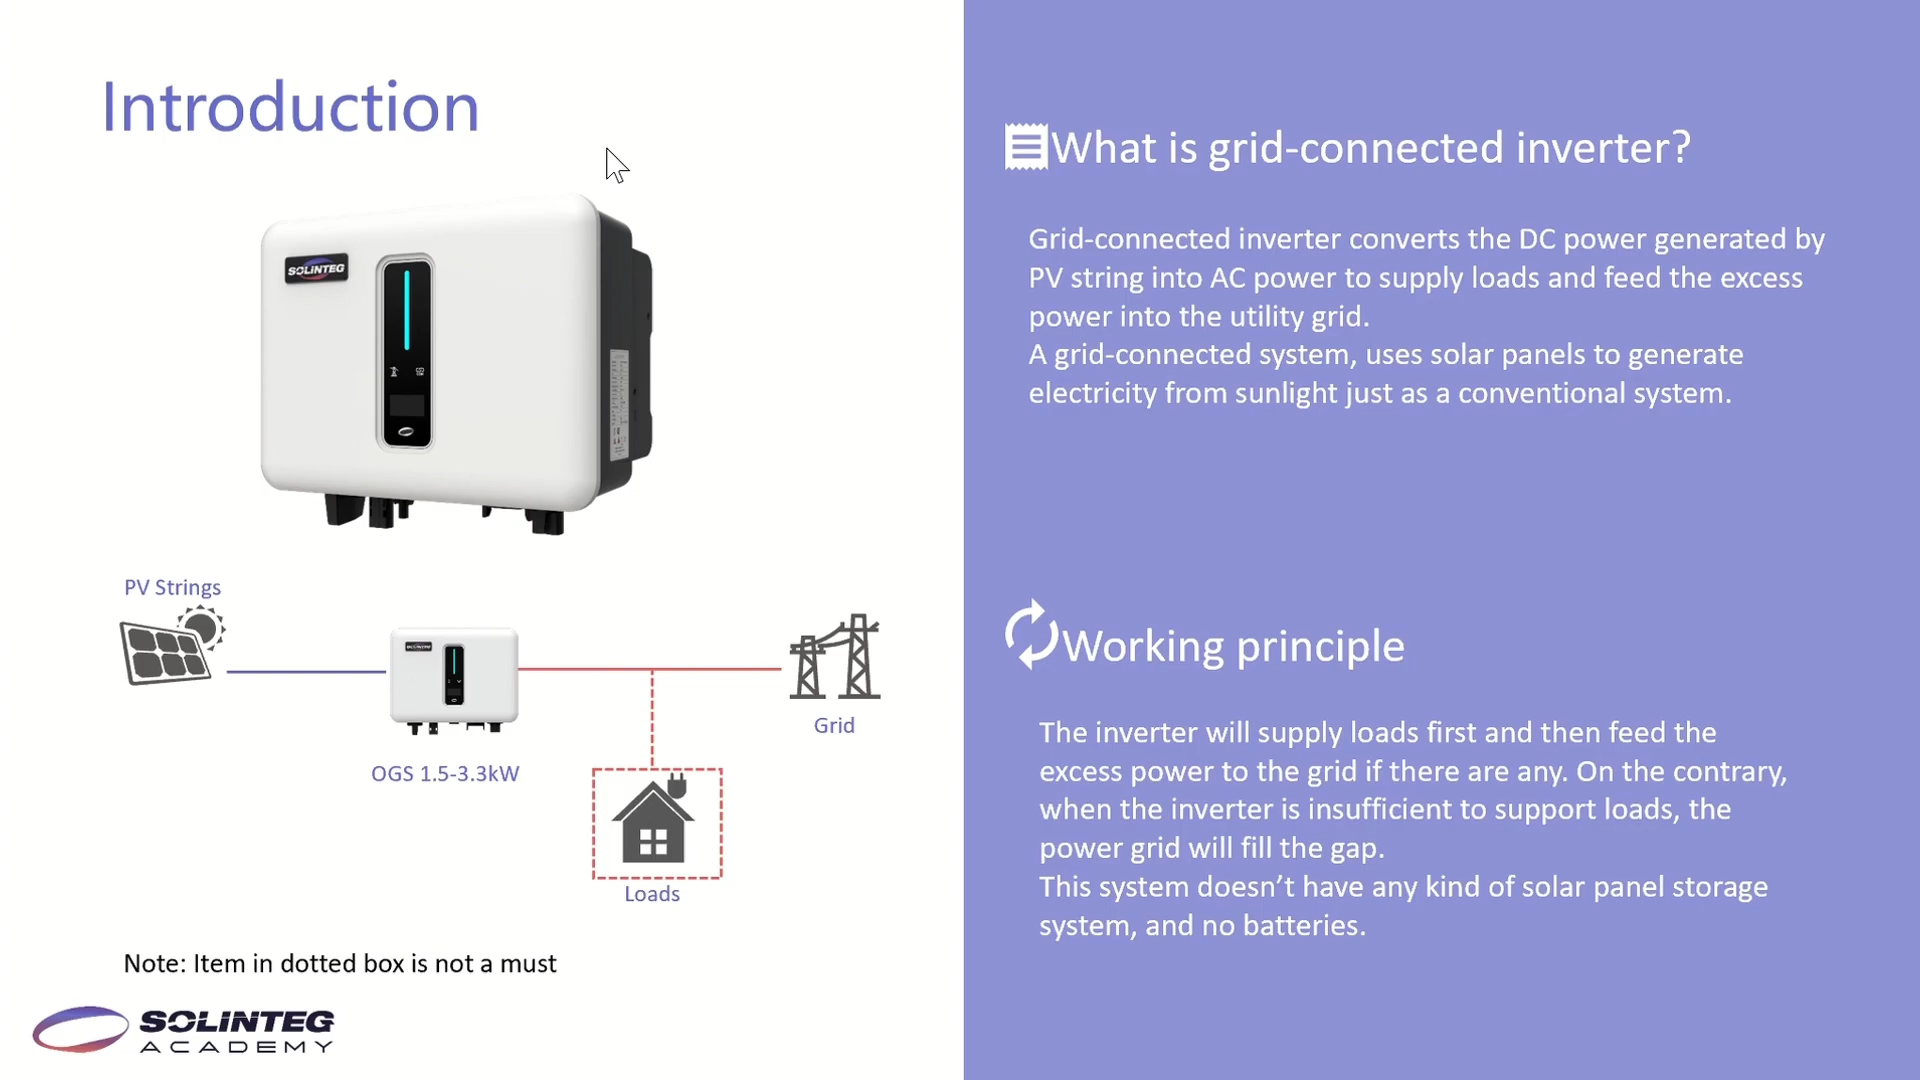 Introduction
SOLINTEG
PV Strings
OGS 1.5-3.3kW
Grid
Loads
Note: Item in dotted box is not a must
SOLINTEG
ACADEMY
What is grid-connected inverter?
Grid-connected inverter converts the DC power generated by
PV string into AC power to supply loads and feed the excess
power into the utility grid.
A grid-connected system, uses solar panels to generate
electricity from sunlight just as a conventional system.
Working principle
The inverter will supply loads first and then feed the
excess power to the grid if there are any. On the contrary,
when the inverter is insufficient to support loads, the
power grid will fill the gap.
This system doesn’t have any kind of solar panel storage
system, and no batteries.